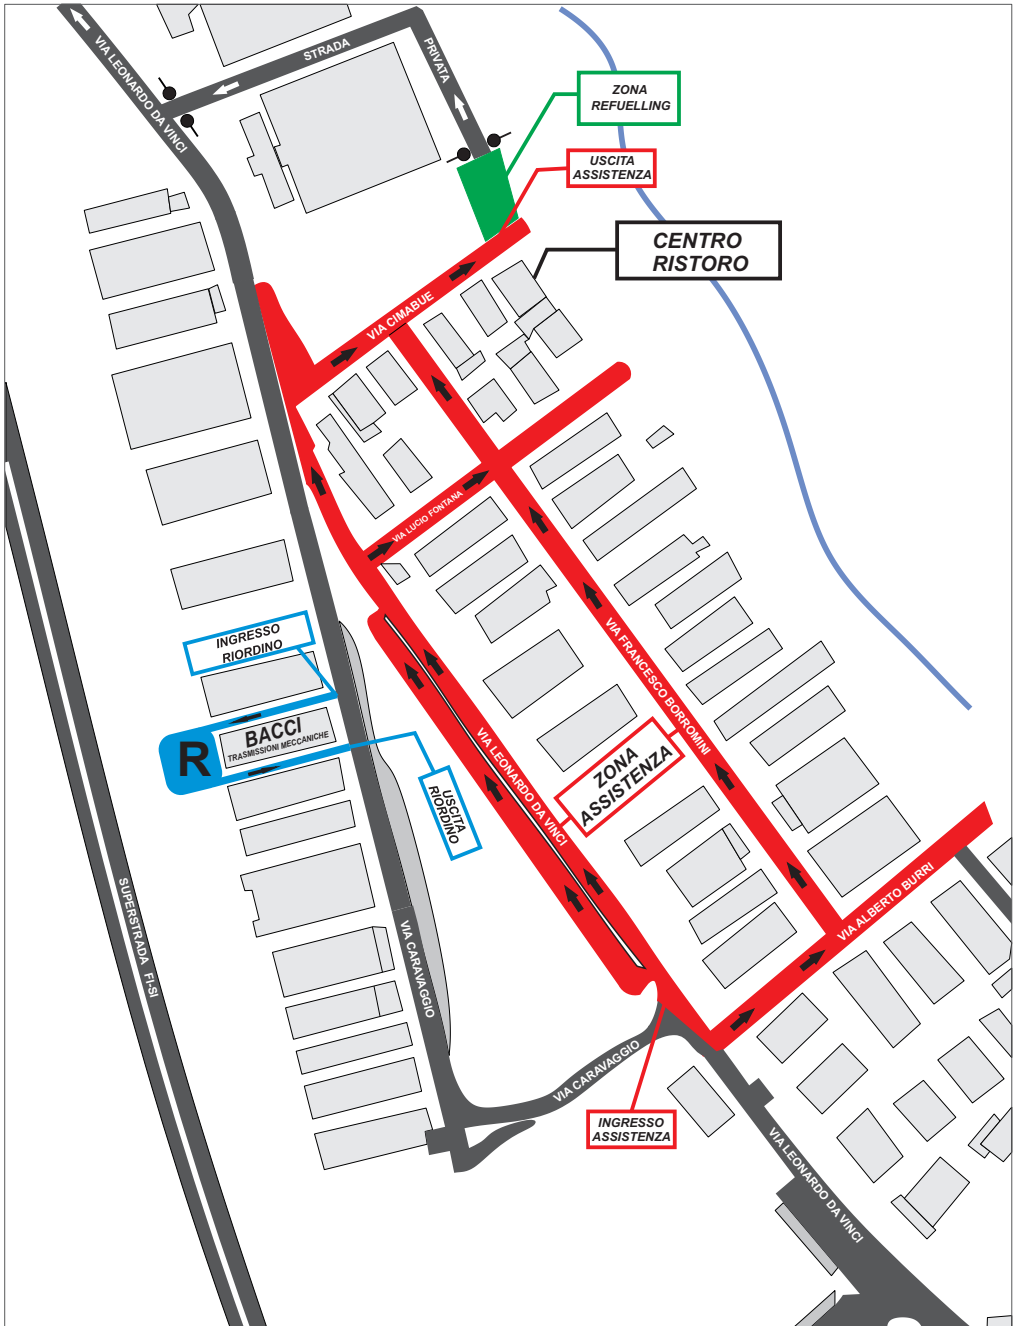 VIA LEONARDO DA VINCI
STRADA
PRIVATA
ZONA
REFUELLING
USCITA
ASSISTENZA
CENTRO
RISTORO
VIA CIMABUE
VIA LUCIO FONTANA
INGRESSO
RIORDINO
BACCI
TRASMISSIONI MECCANICHE
R
USCITA
RIORDINO
VIA LEONARDO DA VINCI
ZONA
ASSISTENZA
VIA FRANCESCO BORROMINI
VIA ALBERTO BURRI
SUPERSTRADA FI-SI
VIA CARAVAGGIO
VIA CARAVAGGIO
INGRESSO
ASSISTENZA
VIA LEONARDO DA VINCI